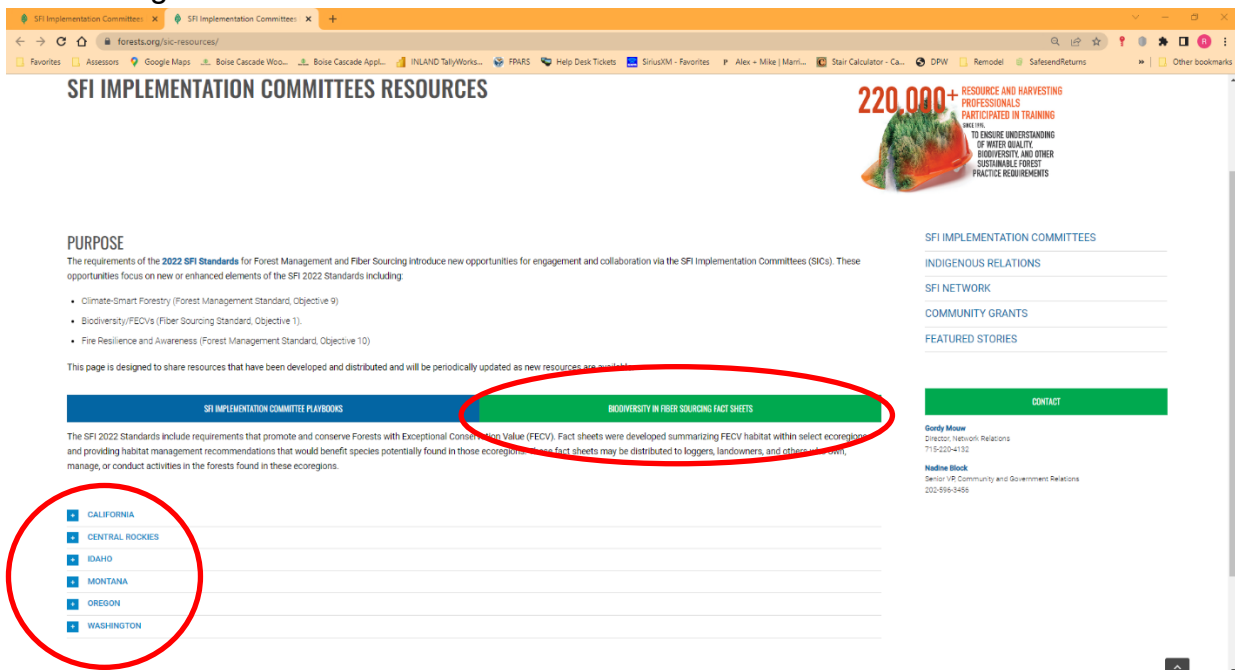 SFI Implementation Committees
SFI Implementation Committees
forests.org/sic-resources/
Favorites Assessors Google Maps Boise Cascade Woo... Boise Cascade Appl... INLAND TallyWorks... FPARS Help Desk Tickets SiriusXM - Favorites Alex + Mike | Marri... Stair Calculator - Ca... DPW Remodel SafesendReturns » Other bookmarks
SFI IMPLEMENTATION COMMITTEES RESOURCES
220,000+ RESOURCE AND HARVESTING
PROFESSIONALS
PARTICIPATED IN TRAINING
SINCE 1995,
TO ENSURE UNDERSTANDING
OF WATER QUALITY,
BIODIVERSITY, AND OTHER
SUSTAINABLE FOREST
PRACTICE REQUIREMENTS
PURPOSE
The requirements of the 2022 SFI Standards for Forest Management and Fiber Sourcing introduce new opportunities for engagement and collaboration via the SFI Implementation Committees (SICs). These
opportunities focus on new or enhanced elements of the SFI 2022 Standards including:
• Climate-Smart Forestry (Forest Management Standard, Objective 9)
• Biodiversity/FECVs (Fiber Sourcing Standard, Objective 1).
• Fire Resilience and Awareness (Forest Management Standard, Objective 10)
This page is designed to share resources that have been developed and distributed and will be periodically updated as new resources are available.
SFI IMPLEMENTATION COMMITTEE PLAYBOOKS
BIODIVERSITY IN FIBER SOURCING FACT SHEETS
The SFI 2022 Standards include requirements that promote and conserve Forests with Exceptional Conservation Value (FECV). Fact sheets were developed summarizing FECV habitat within select ecoregions
and providing habitat management recommendations that would benefit species potentially found in those ecoregions. These fact sheets may be distributed to loggers, landowners, and others who own,
manage, or conduct activities in the forests found in these ecoregions.
+ CALIFORNIA
+ CENTRAL ROCKIES
+ IDAHO
+ MONTANA
+ OREGON
+ WASHINGTON
SFI IMPLEMENTATION COMMITTEES
INDIGENOUS RELATIONS
SFI NETWORK
COMMUNITY GRANTS
FEATURED STORIES
CONTACT
Gordy Mouw
Director, Network Relations
715-220-4132
Nadine Block
Senior VP, Community and Government Relations
202-596-3456